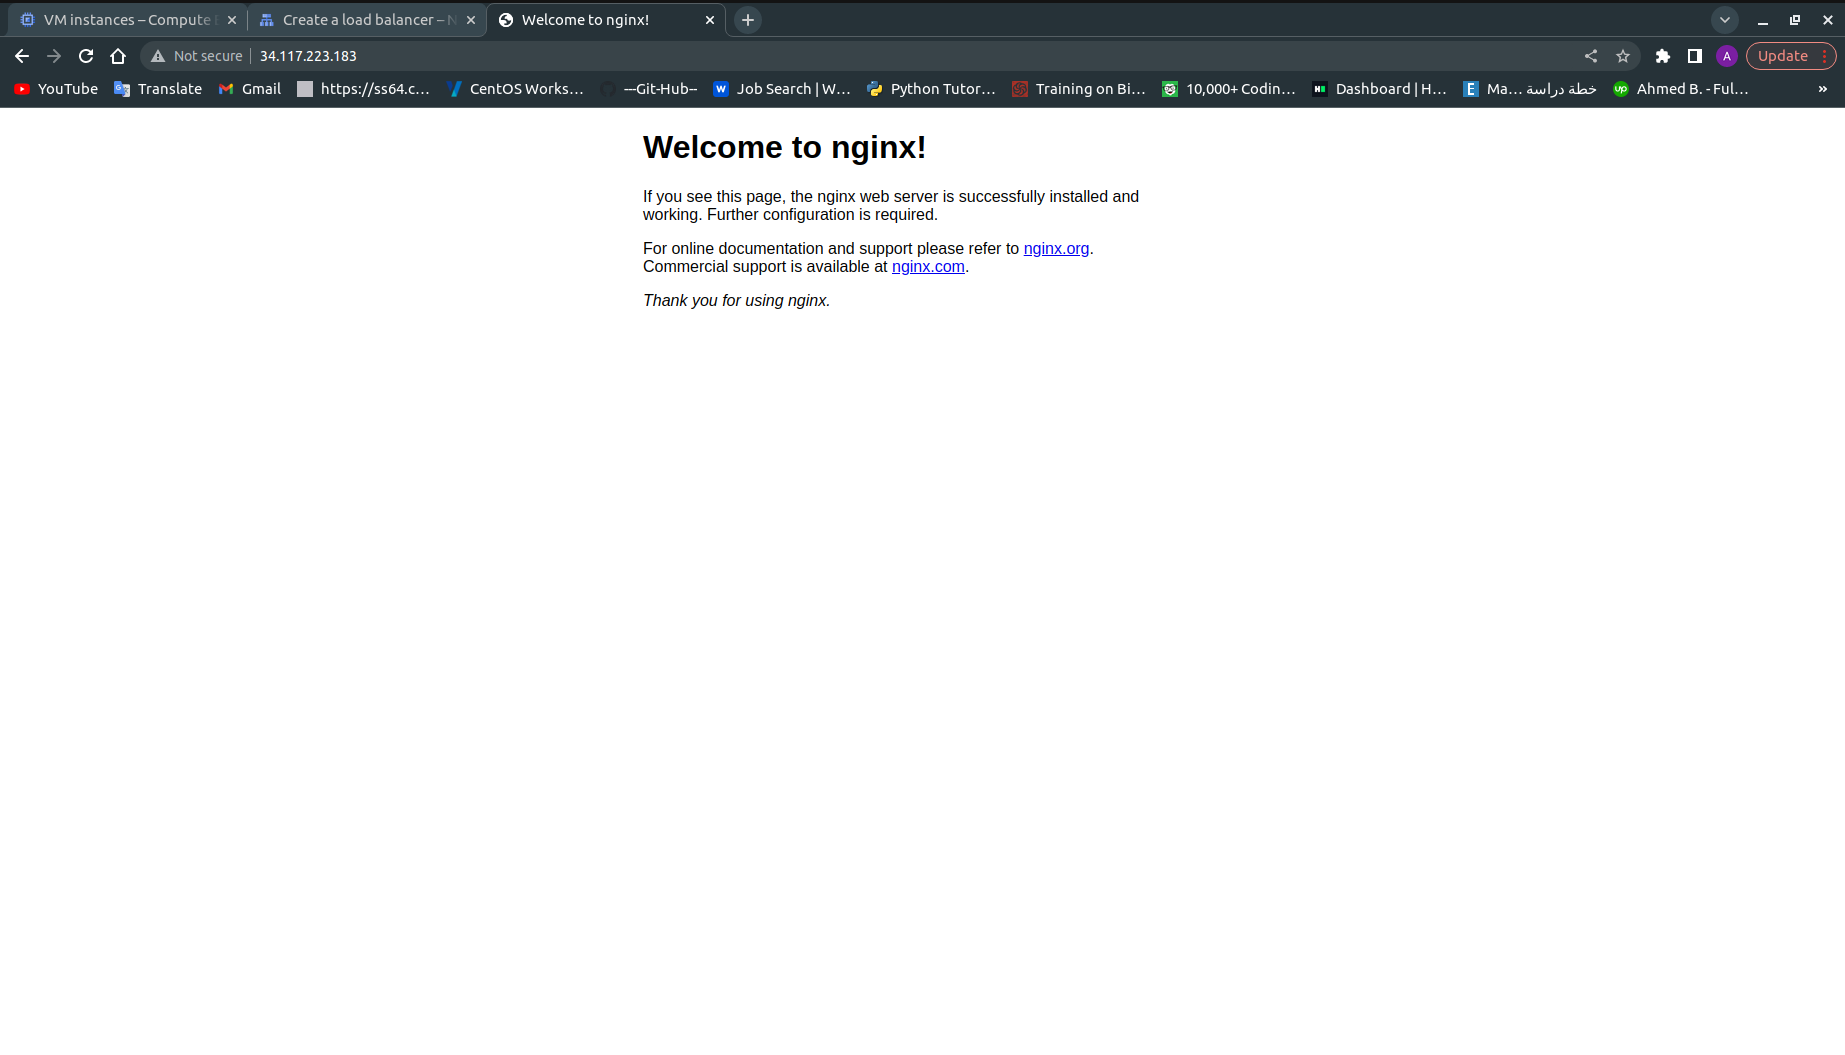 VM instances – Compute E
Create a load balancer – N
Welcome to nginx!
Not secure
34.117.223.183
A
Update
YouTube
Translate
Gmail
https://ss64.c...
CentOS Works...
---Git-Hub--
Job Search | W...
Python Tutor...
Training on Bi...
10,000+ Codin...
Dashboard | H...
Ma... خطة دراسة
Ahmed B. - Ful...
»
Welcome to nginx!
If you see this page, the nginx web server is successfully installed and
working. Further configuration is required.
For online documentation and support please refer to nginx.org.
Commercial support is available at nginx.com.
Thank you for using nginx.